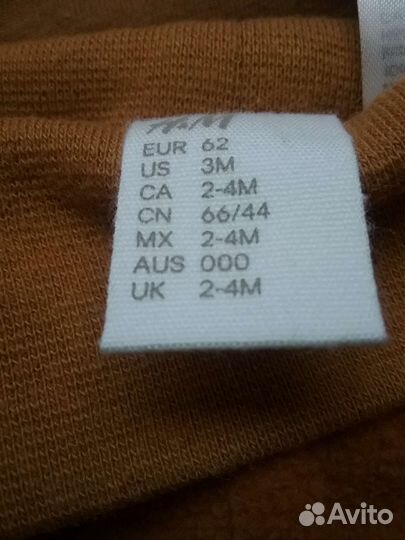 H&M
EUR 62
US 3M
CA 2-4M
CN 66/44
MX 2-4M
AUS 000
UK 2-4M
Avito